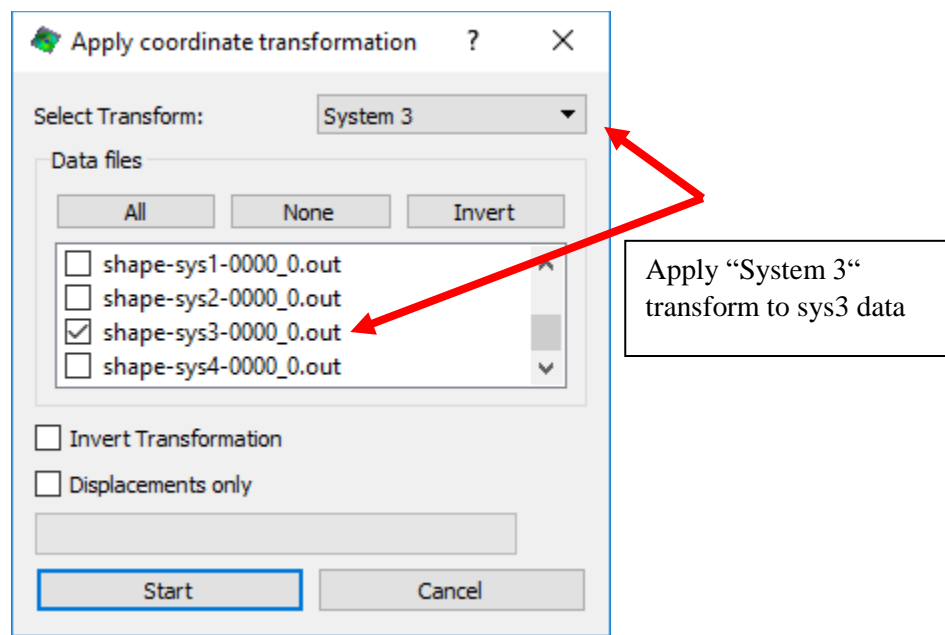 Apply coordinate transformation ?
Select Transform: System 3
Data files
All None Invert
shape-sys1-0000_0.out
shape-sys2-0000_0.out
shape-sys3-0000_0.out
shape-sys4-0000_0.out
Invert Transformation
Displacements only
Start Cancel
Apply “System 3“
transform to sys3 data